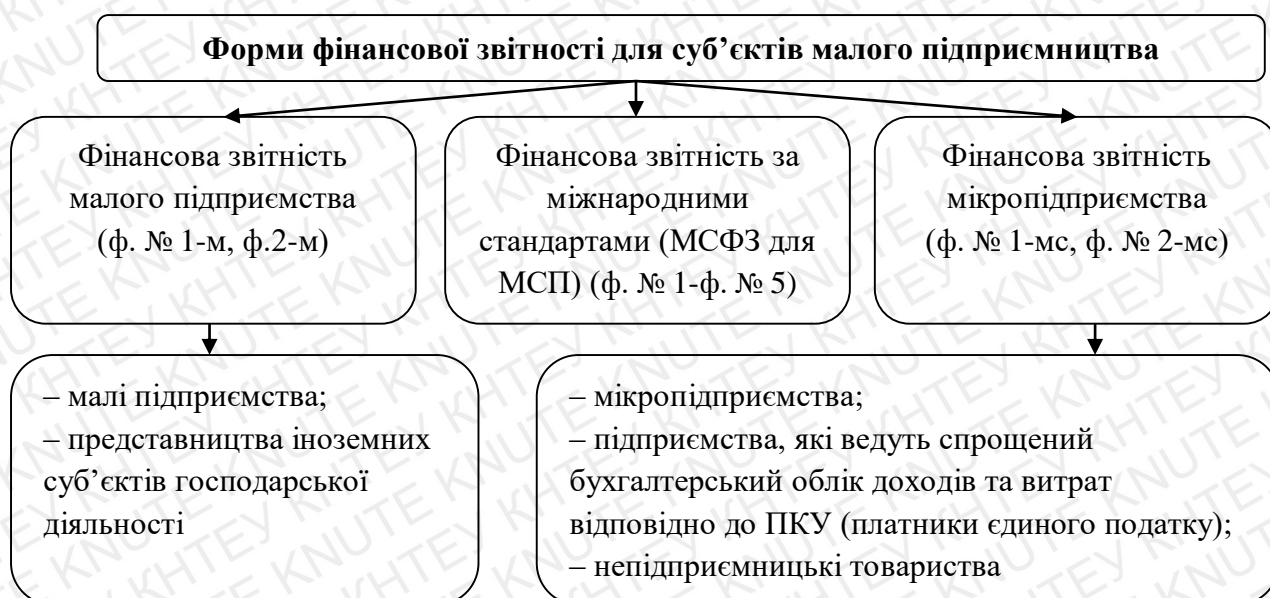 Форми фінансової звітності для суб’єктів малого підприємництва
Фінансова звітність
малого підприємства
(ф. № 1-м, ф.2-м)
Фінансова звітність за
міжнародними
стандартами (МСФЗ для
МСП) (ф. № 1-ф. № 5)
Фінансова звітність
мікропідприємства
(ф. № 1-мс, ф. № 2-мс)
– малі підприємства;
– представництва іноземних
суб’єктів господарської
діяльності
– мікропідприємства;
– підприємства, які ведуть спрощений
бухгалтерський облік доходів та витрат
відповідно до ПКУ (платники єдиного податку);
– непідприємницькі товариства